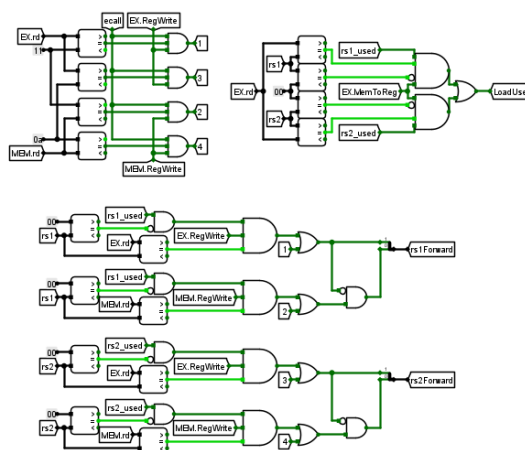 ecall EX.RegWrite
EX.rd
11
> = <
1
> = <
3
> = <
2
0a
MEM.rd
> = <
4
MEM.RegWrite
rs1_used
rs1
> = <
> = <
EX.rd
00
EX.MemToReg
LoadUse
> = <
rs2
> = <
rs2_used
00
rs1
> = <
rs1_used
EX.rd
> = <
EX.RegWrite
1
rs1Forward
00
rs1
> = <
rs1_used
MEM.rd
> = <
MEM.RegWrite
2
00
rs2
> = <
rs2_used
EX.rd
> = <
EX.RegWrite
3
rs2Forward
00
rs2
> = <
rs2_used
MEM.rd
> = <
MEM.RegWrite
4